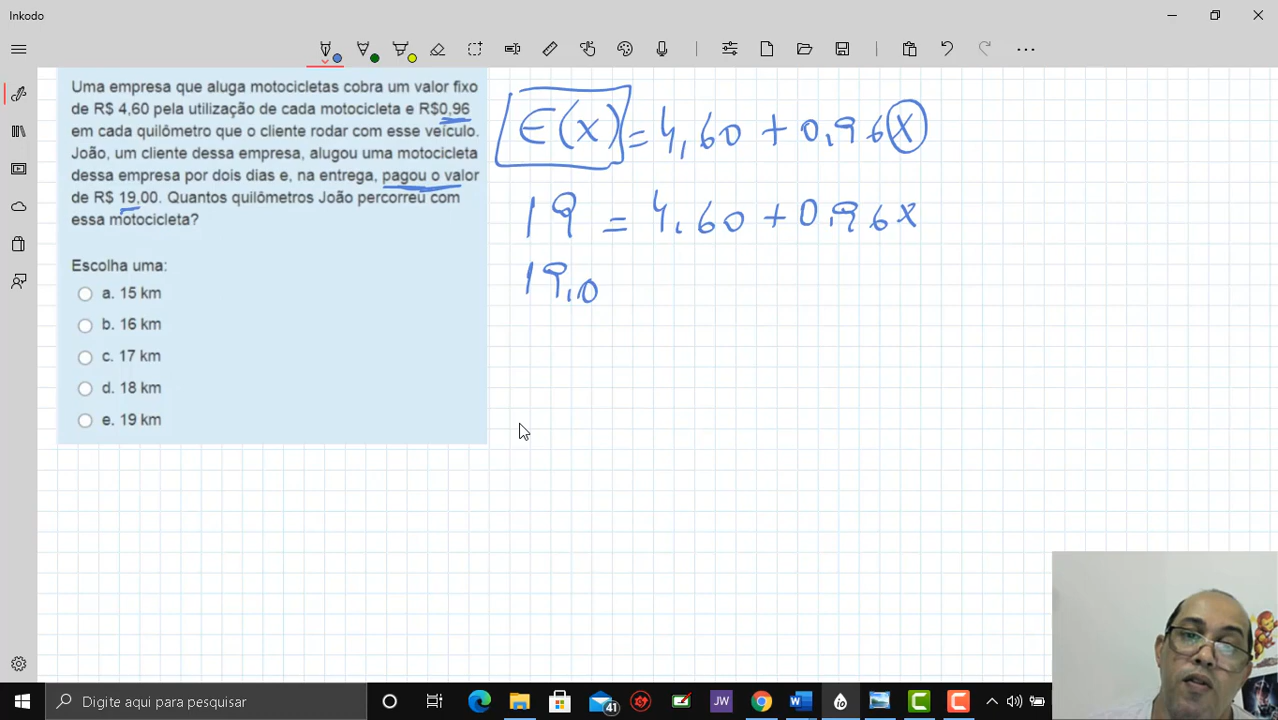 Inkodo
Uma empresa que aluga motocicletas cobra um valor fixo
de R$ 4,60 pela utilização de cada motocicleta e R$0,96
em cada quilômetro que o cliente rodar com esse veículo.
João, um cliente dessa empresa, alugou uma motocicleta
dessa empresa por dois dias e, na entrega, pagou o valor
de R$ 19,00. Quantos quilômetros João percorreu com
essa motocicleta?
Escolha uma:
a. 15 km
b. 16 km
c. 17 km
d. 18 km
e. 19 km
E(x) = 4,60 + 0,96x
19 = 4,60 + 0,96x
19,0
Digite aqui para pesquisar
41
JW